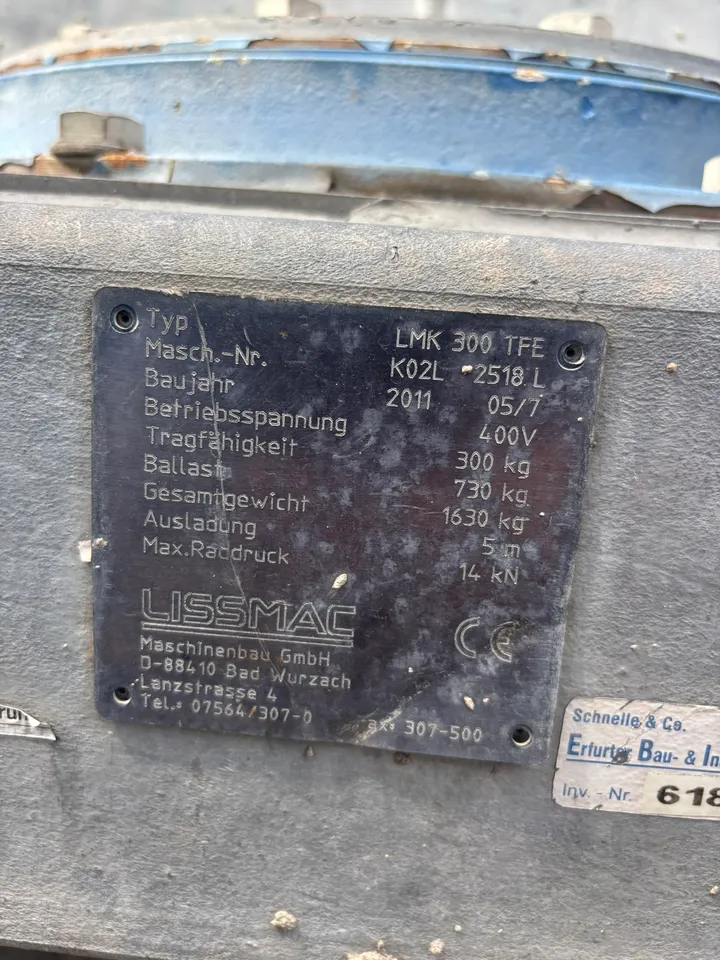 Typ LMK 300 TFE
Masch.-Nr. K02L 2518 L
Baujahr 2011 05/7
Betriebsspannung 400V
Tragfähigkeit 300 kg
Ballast 730 kg
Gesamtgewicht 1630 kg
Ausladung 5 m
Max.Raddruck 14 kN
LISSMAC
CE
Maschinenbau GmbH
D-88410 Bad Wurzach
Lanzstrasse 4
Tel.: 07564/307-0 Fax: 307-500
Schnelle & Co.
Erfurter Bau- & In
Inv. - Nr. 618